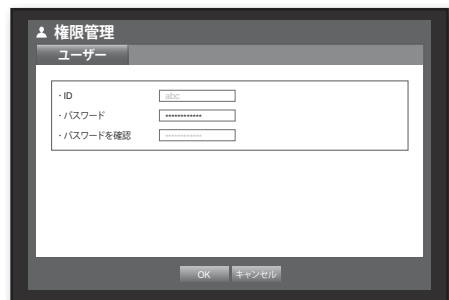 権限管理
ユーザー
· ID abc
· パスワード ************
· パスワードを確認 ************
OK キャンセル